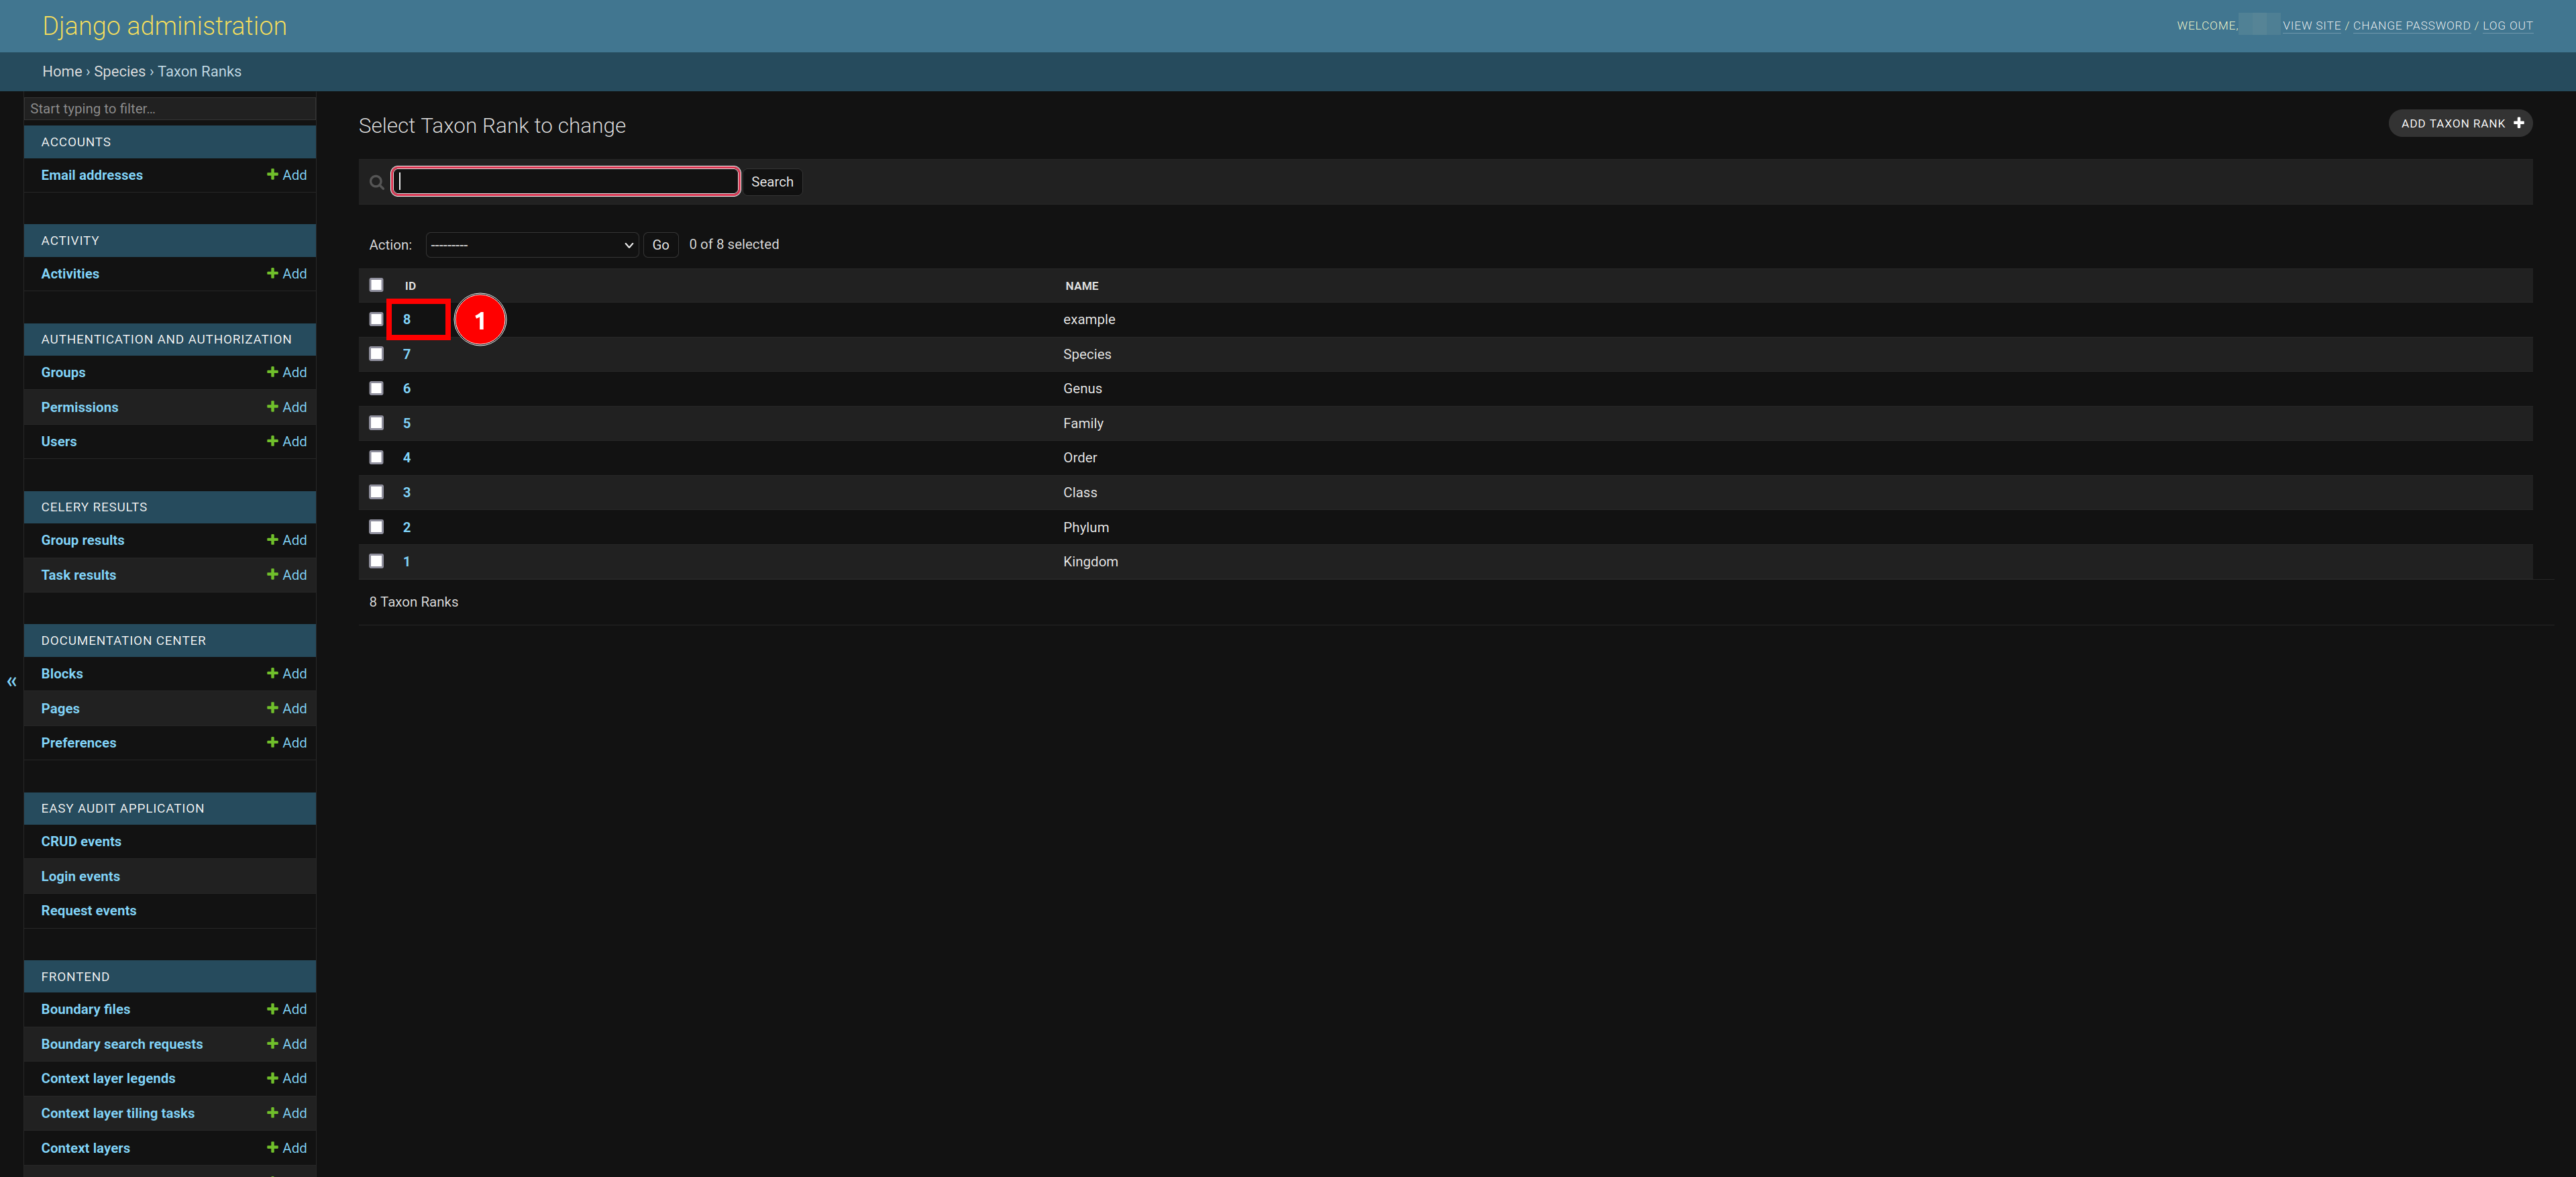 Django administration
WELCOME, VIEW SITE / CHANGE PASSWORD / LOG OUT
Home › Species › Taxon Ranks
Start typing to filter...
ACCOUNTS
Email addresses + Add
ACTIVITY
Activities + Add
AUTHENTICATION AND AUTHORIZATION
Groups + Add
Permissions + Add
Users + Add
CELERY RESULTS
Group results + Add
Task results + Add
DOCUMENTATION CENTER
Blocks + Add
Pages + Add
Preferences + Add
EASY AUDIT APPLICATION
CRUD events
Login events
Request events
FRONTEND
Boundary files + Add
Boundary search requests + Add
Context layer legends + Add
Context layer tiling tasks + Add
Context layers + Add
«
Select Taxon Rank to change
ADD TAXON RANK +
Search
Action: --------- Go 0 of 8 selected
ID NAME
8 1 example
7 Species
6 Genus
5 Family
4 Order
3 Class
2 Phylum
1 Kingdom
8 Taxon Ranks